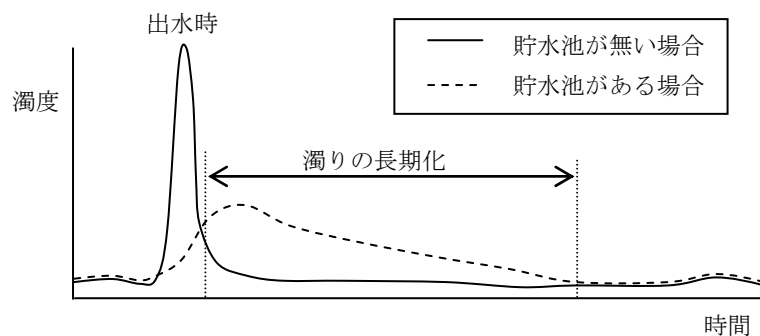 出水時
貯水池が無い場合
貯水池がある場合
濁度
濁りの長期化
時間